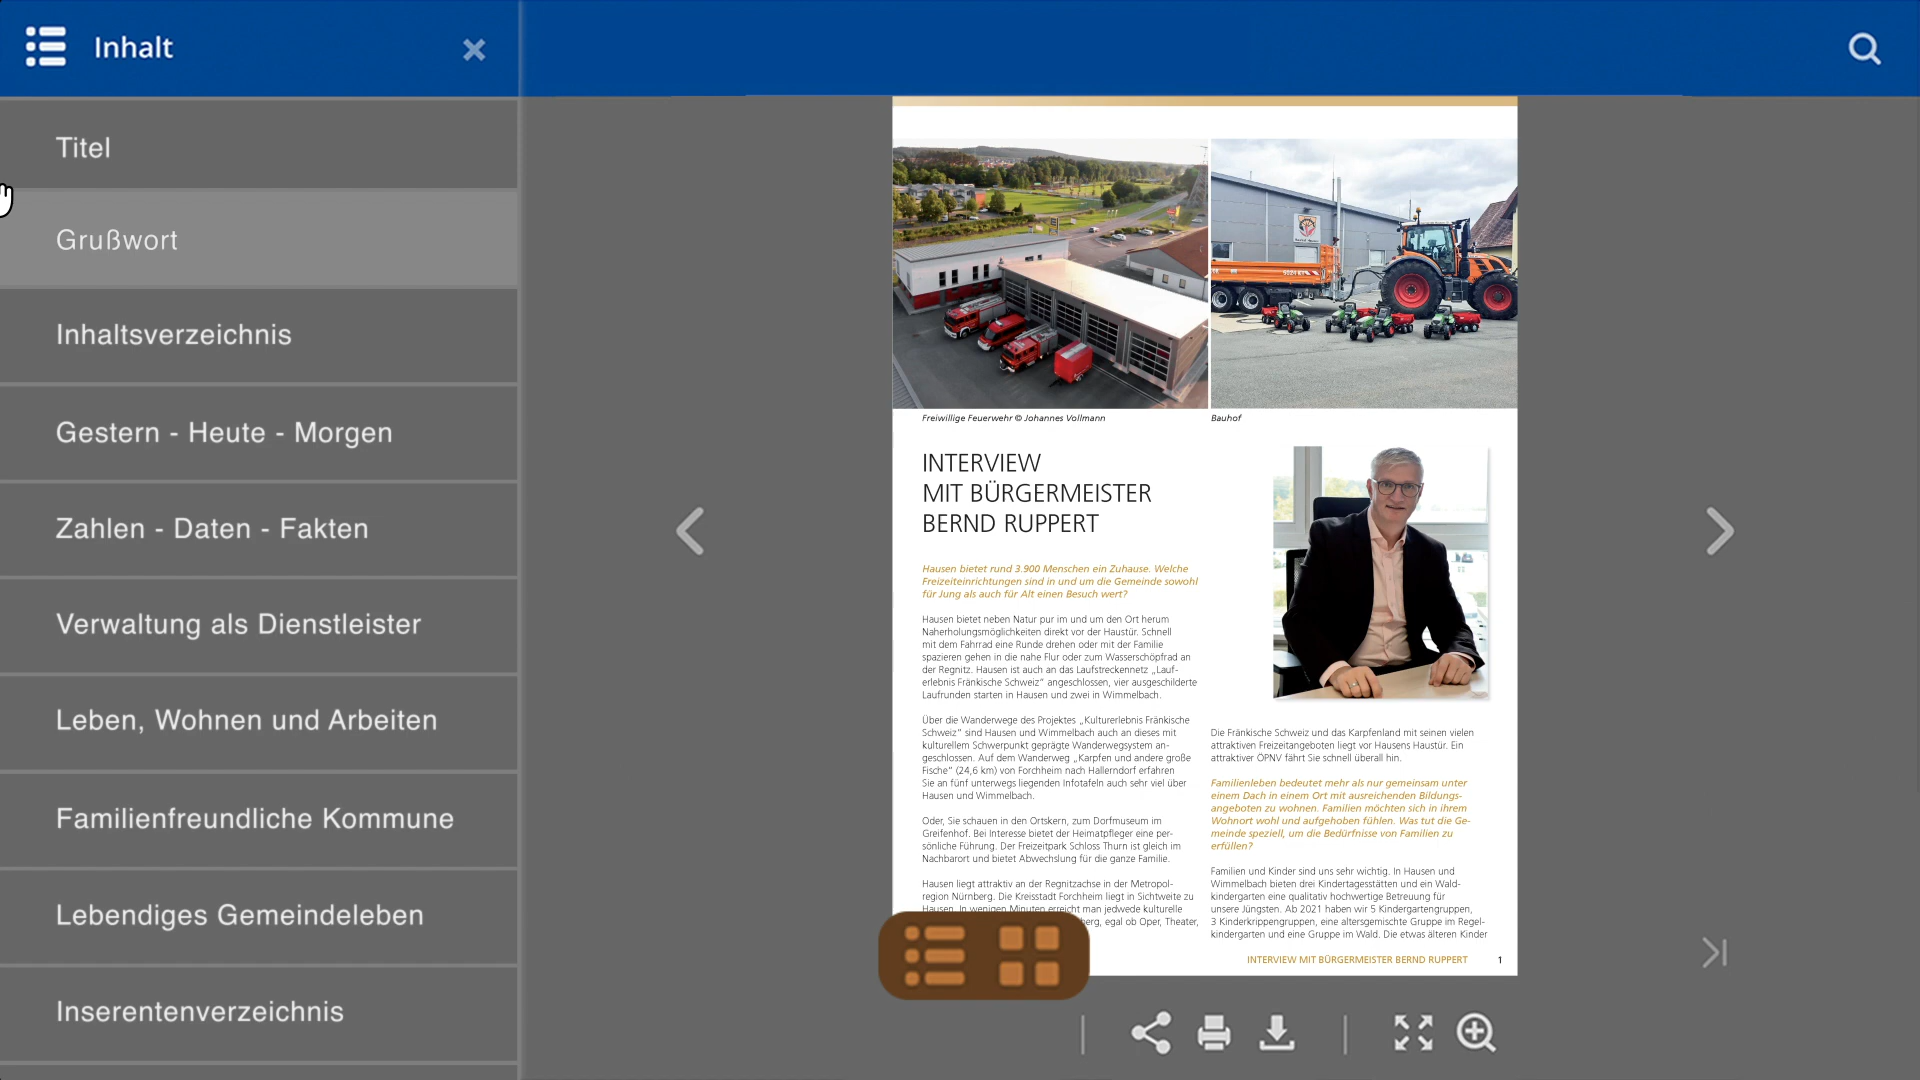 Inhalt
Titel
Grußwort
Inhaltsverzeichnis
Gestern - Heute - Morgen
Zahlen - Daten - Fakten
Verwaltung als Dienstleister
Leben, Wohnen und Arbeiten
Familienfreundliche Kommune
Lebendiges Gemeindeleben
Inserentenverzeichnis
Freiwillige Feuerwehr © Johannes Vollmann
Bauhof
INTERVIEW
MIT BÜRGERMEISTER
BERND RUPPERT
Hausen bietet rund 3.900 Menschen ein Zuhause. Welche
Freizeiteinrichtungen sind in und um die Gemeinde sowohl
für Jung als auch für Alt einen Besuch wert?
Hausen bietet neben Natur pur im und um den Ort herum
Naherholungsmöglichkeiten direkt vor der Haustür. Schnell
mit dem Fahrrad eine Runde drehen oder mit der Familie
spazieren gehen in die nahe Flur oder zum Wasserschöpfrad an
der Regnitz. Hausen ist auch an das Laufstreckennetz „Lauf-
erlebnis Fränkische Schweiz“ angeschlossen, vier ausgeschilderte
Laufrunden starten in Hausen und zwei in Wimmelbach.
Über die Wanderwege des Projektes „Kulturerlebnis Fränkische
Schweiz“ sind Hausen und Wimmelbach auch an dieses mit
kulturellem Schwerpunkt geprägte Wanderwegsystem an-
geschlossen. Auf dem Wanderweg „Karpfen und andere große
Fische“ (24,6 km) von Forchheim nach Hallerndorf erfahren
Sie an fünf unterwegs liegenden Infotafeln auch sehr viel über
Hausen und Wimmelbach.
Oder, Sie schauen in den Ortskern, zum Dorfmuseum im
Greifenhof. Bei Interesse bietet der Heimatpfleger eine per-
sönliche Führung. Der Freizeitpark Schloss Thurn ist gleich im
Nachbarort und bietet Abwechslung für die ganze Familie.
Hausen liegt attraktiv an der Regnitzachse in der Metropol-
region Nürnberg. Die Kreisstadt Forchheim liegt in Sichtweite zu
Hausen. In wenigen Minuten erreicht man jedwede kulturelle
berg, egal ob Oper, Theater,
Die Fränkische Schweiz und das Karpfenland mit seinen vielen
attraktiven Freizeitangeboten liegt vor Hausens Haustür. Ein
attraktiver ÖPNV fährt Sie schnell überall hin.
Familienleben bedeutet mehr als nur gemeinsam unter
einem Dach in einem Ort mit ausreichenden Bildungs-
angeboten zu wohnen. Familien möchten sich in ihrem
Wohnort wohl und aufgehoben fühlen. Was tut die Ge-
meinde speziell, um die Bedürfnisse von Familien zu
erfüllen?
Familien und Kinder sind uns sehr wichtig. In Hausen und
Wimmelbach bieten drei Kindertagesstätten und ein Wald-
kindergarten eine qualitativ hochwertige Betreuung für
unsere Jüngsten. Ab 2021 haben wir 5 Kindergartengruppen,
3 Kinderkrippengruppen, eine altersgemischte Gruppe im Regel-
kindergarten und eine Gruppe im Wald. Die etwas älteren Kinder
INTERVIEW MIT BÜRGERMEISTER BERND RUPPERT 1